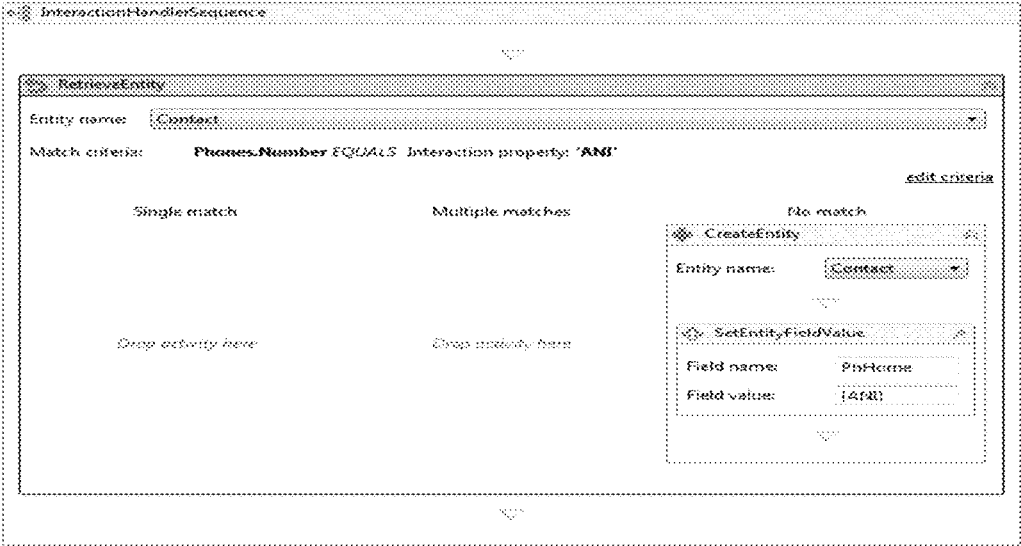 InteractionHandlerSequence
RetrieveEntity
Entity name: Contact
Match criteria: Phones.Number EQUALS Interaction property: 'ANI'
edit criteria
Single match Multiple matches No match
CreateEntity
Entity name: Contact
Drop activity here Drop activity here
SetEntityFieldValue
Field name: PnHome
Field value: {ANI}